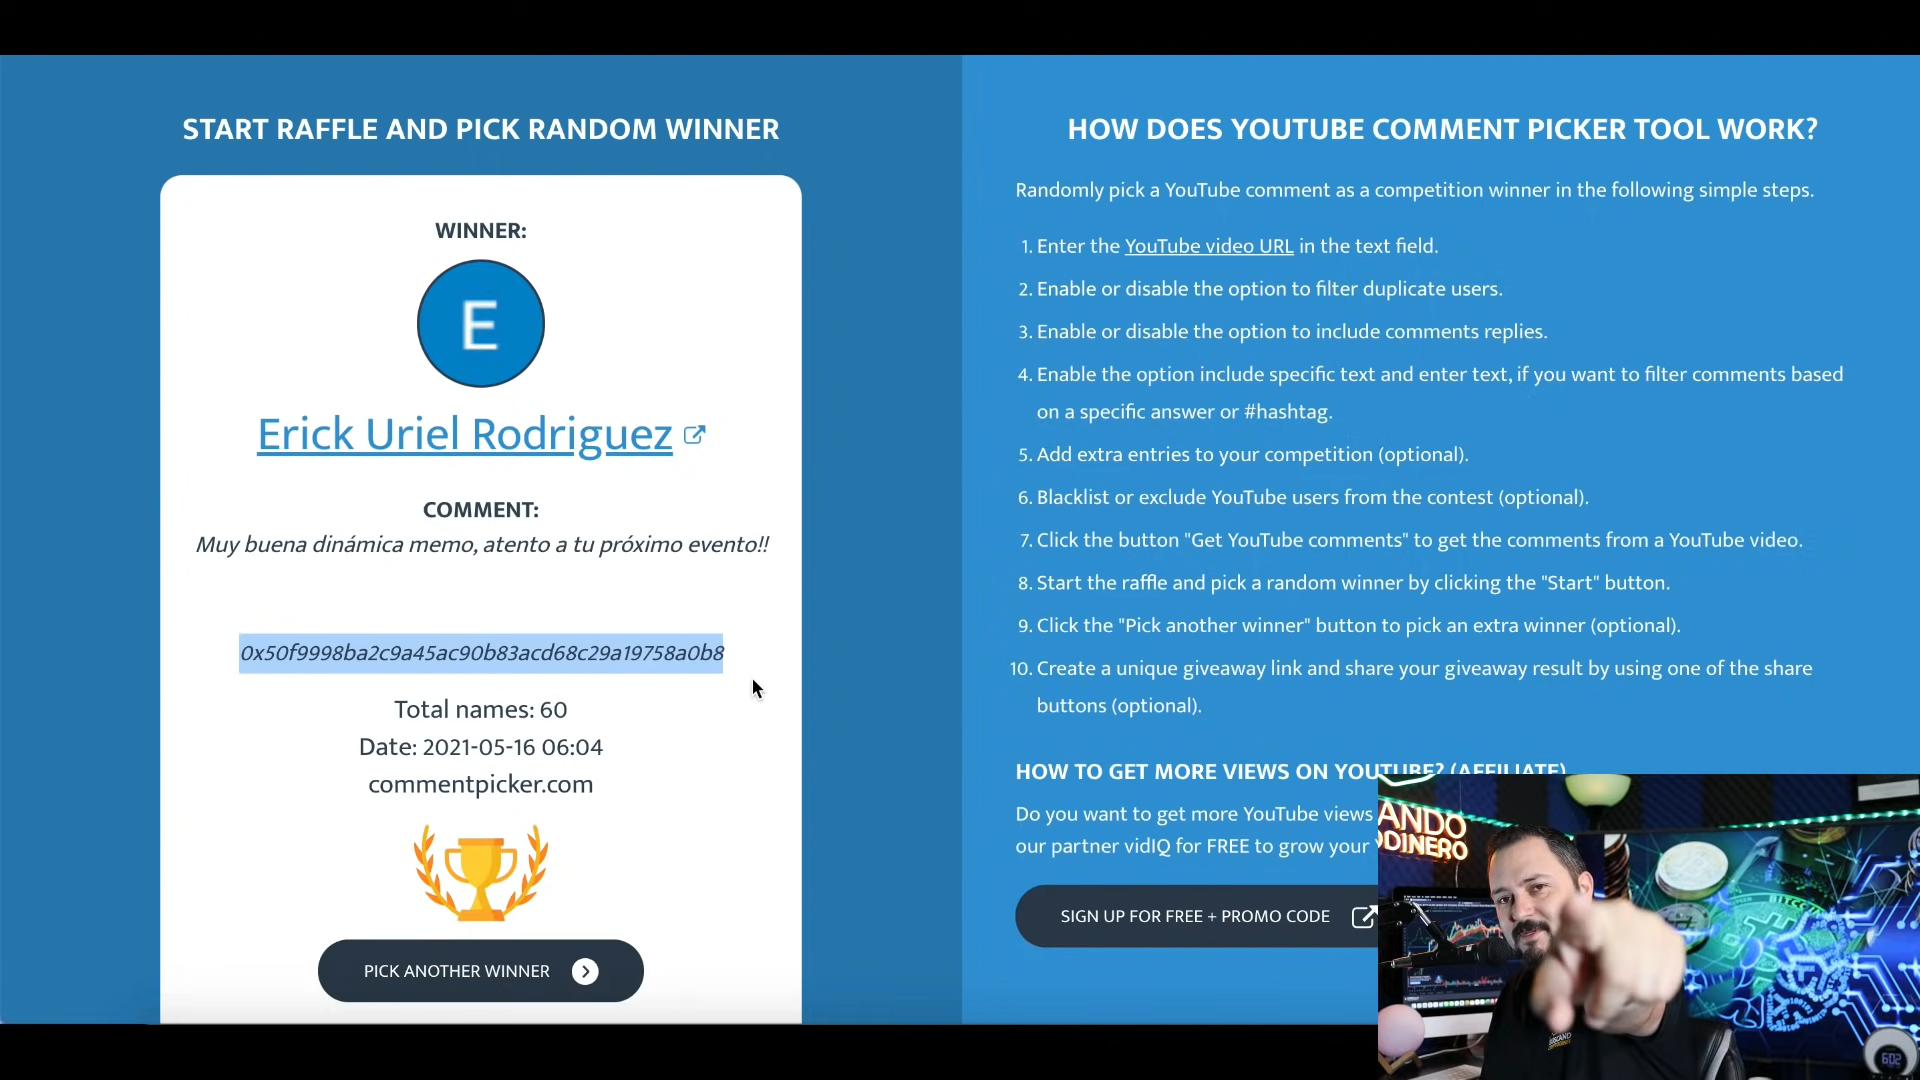 START RAFFLE AND PICK RANDOM WINNER
WINNER:
E
Erick Uriel Rodriguez
COMMENT:
Muy buena dinámica memo, atento a tu próximo evento!!
0x50f9998ba2c9a45ac90b83acd68c29a19758a0b8
Total names: 60
Date: 2021-05-16 06:04
commentpicker.com
PICK ANOTHER WINNER
HOW DOES YOUTUBE COMMENT PICKER TOOL WORK?
Randomly pick a YouTube comment as a competition winner in the following simple steps.
1. Enter the YouTube video URL in the text field.
2. Enable or disable the option to filter duplicate users.
3. Enable or disable the option to include comments replies.
4. Enable the option include specific text and enter text, if you want to filter comments based
on a specific answer or #hashtag.
5. Add extra entries to your competition (optional).
6. Blacklist or exclude YouTube users from the contest (optional).
7. Click the button "Get YouTube comments" to get the comments from a YouTube video.
8. Start the raffle and pick a random winner by clicking the "Start" button.
9. Click the "Pick another winner" button to pick an extra winner (optional).
10. Create a unique giveaway link and share your giveaway result by using one of the share
buttons (optional).
HOW TO GET MORE VIEWS ON YOUTUBE? (AFFILIATE)
Do you want to get more YouTube views
our partner vidIQ for FREE to grow your
SIGN UP FOR FREE + PROMO CODE
ANDO
ODINERO
602